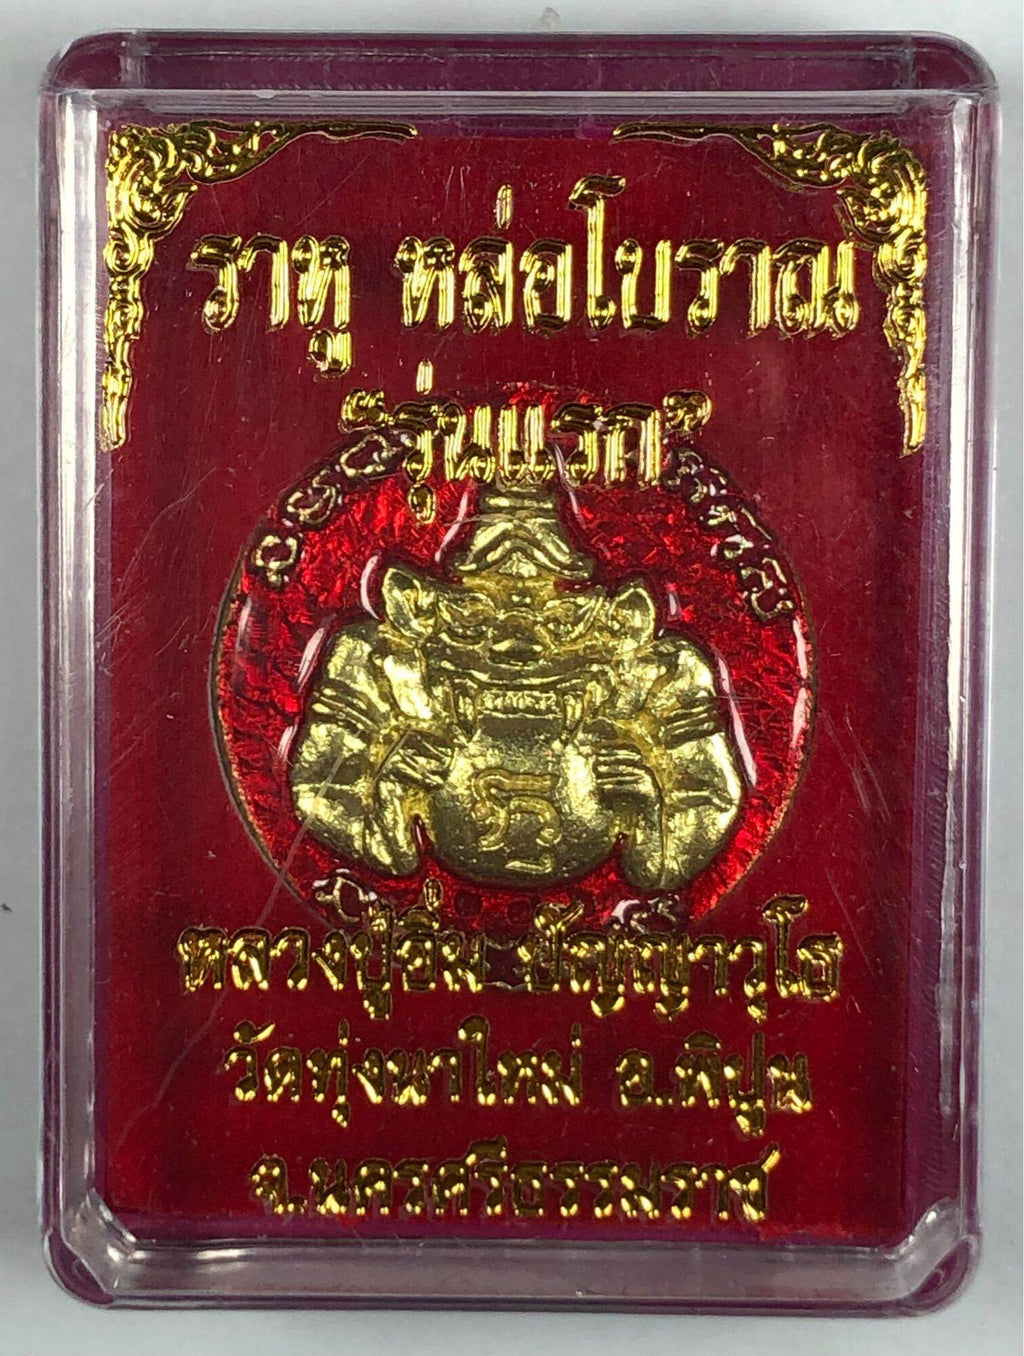 ราหู หล่อโบราณ
"รุ่นแรก"
หลวงปู่อิ่ม ปัญญาวุโธ
วัดทุ่งนาใหม่ อ.พิปูน
จ.นครศรีธรรมราช